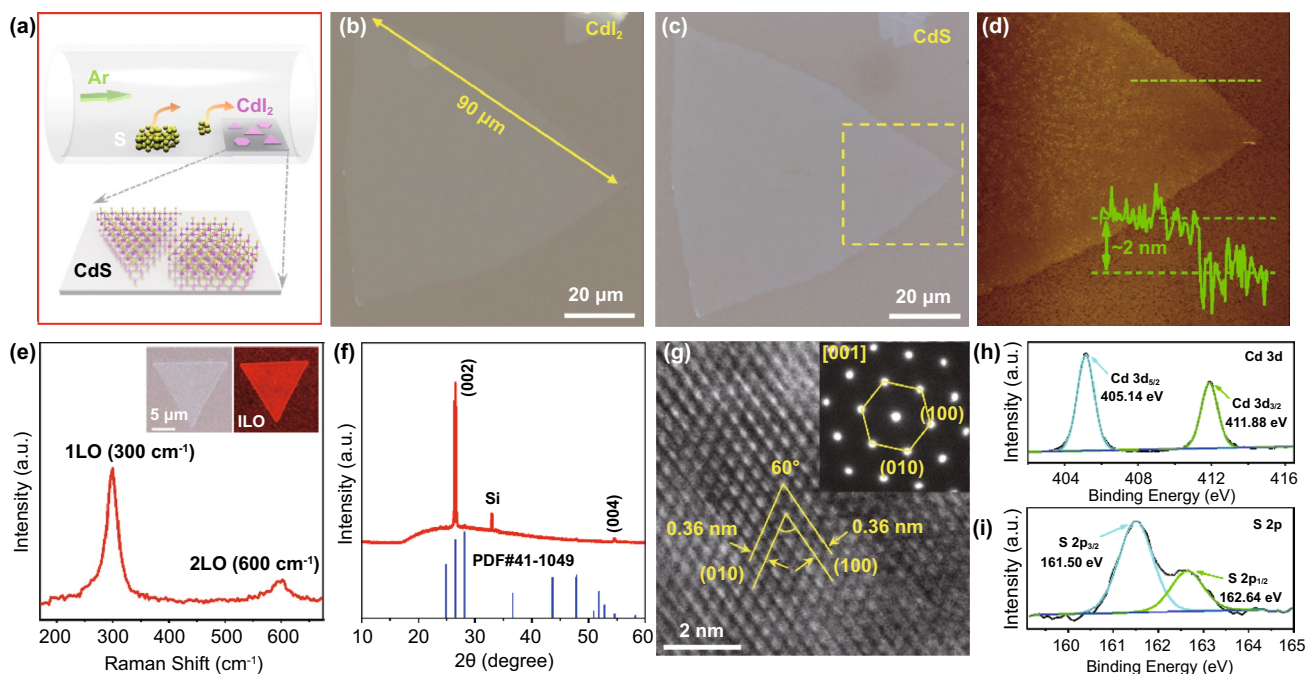 (a)
Ar
CdI₂
S
CdS
(b)
CdI₂
90 μm
20 μm
(c)
CdS
20 μm
(d)
~2 nm
(e)
5 μm
ILO
1LO (300 cm⁻¹)
2LO (600 cm⁻¹)
Intensity (a.u.)
200 300 400 500 600
Raman Shift (cm⁻¹)
(f)
(002)
Si
(004)
PDF#41-1049
Intensity (a.u.)
10 20 30 40 50 60
2θ (degree)
(g)
[001]
(100)
(010)
60°
0.36 nm
0.36 nm
(010)
(100)
2 nm
(h)
Cd 3d
Cd 3d₅/₂
405.14 eV
Cd 3d₃/₂
411.88 eV
Intensity (a.u.)
404 408 412 416
Binding Energy (eV)
(i)
S 2p
S 2p₃/₂
161.50 eV
S 2p₁/₂
162.64 eV
Intensity (a.u.)
160 161 162 163 164 165
Binding Energy (eV)